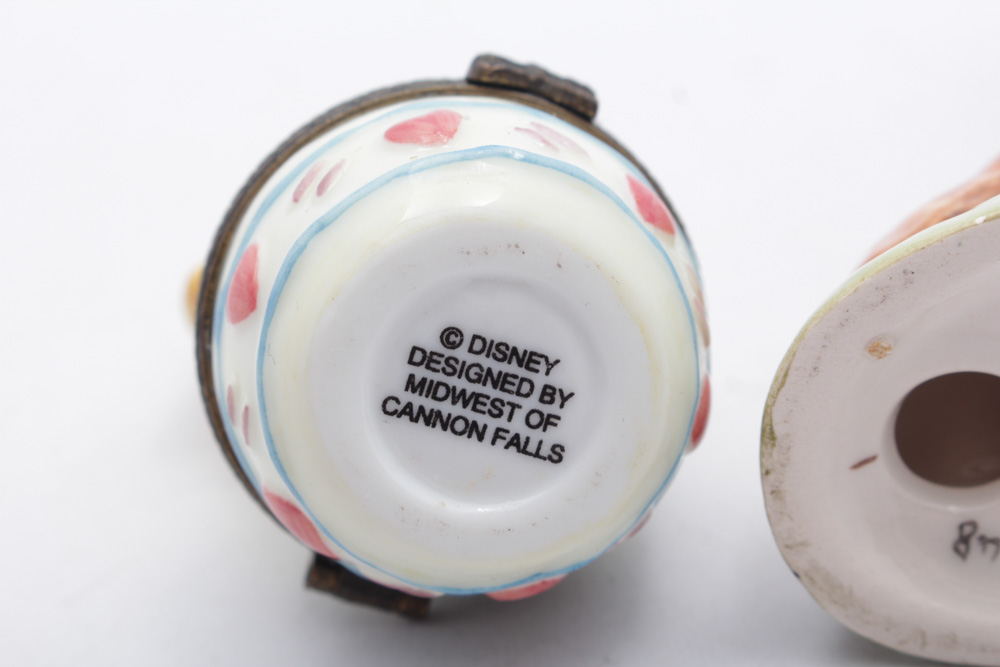 © DISNEY
DESIGNED BY
MIDWEST OF
CANNON FALLS